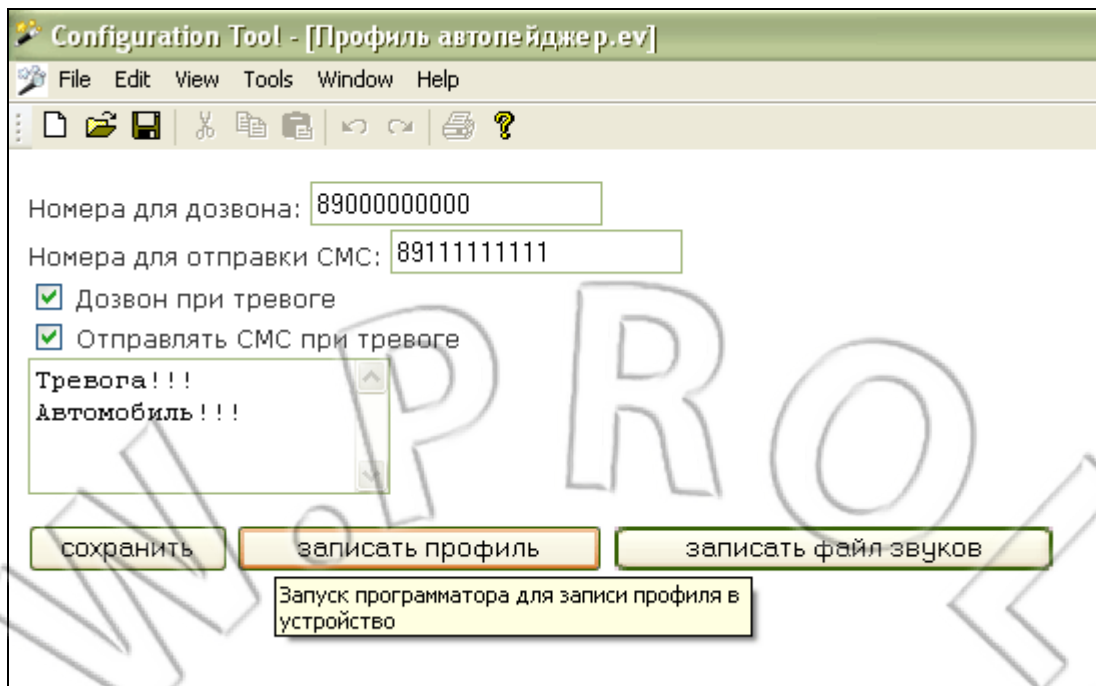 Configuration Tool - [Профиль автопейджер.ev]
File Edit View Tools Window Help
Номера для дозвона: 89000000000
Номера для отправки СМС: 89111111111
Дозвон при тревоге
Отправлять СМС при тревоге
Тревога!!!
Автомобиль!!!
сохранить записать профиль записать файл звуков
Запуск программатора для записи профиля в
устройство
W.PROL